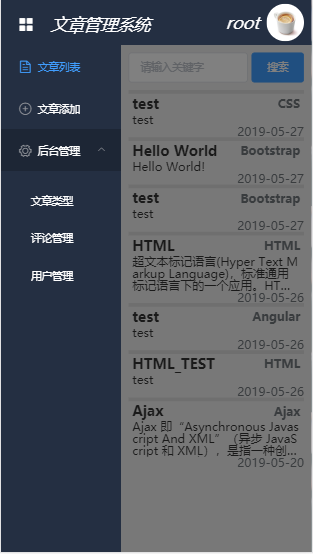 文章管理系统
root
文章列表
文章添加
后台管理
文章类型
评论管理
用户管理
请输入关键字
搜索
test
CSS
test
2019-05-27
Hello World
Bootstrap
Hello World!
2019-05-27
test
Bootstrap
test
2019-05-27
HTML
HTML
超文本标记语言(Hyper Text M
arkup Language)，标准通用
标记语言下的一个应用。HT...
2019-05-26
test
Angular
test
2019-05-26
HTML_TEST
HTML
test
2019-05-26
Ajax
Ajax
Ajax 即“Asynchronous Javas
cript And XML”（异步 JavaS
cript 和 XML），是指一种创...
2019-05-20